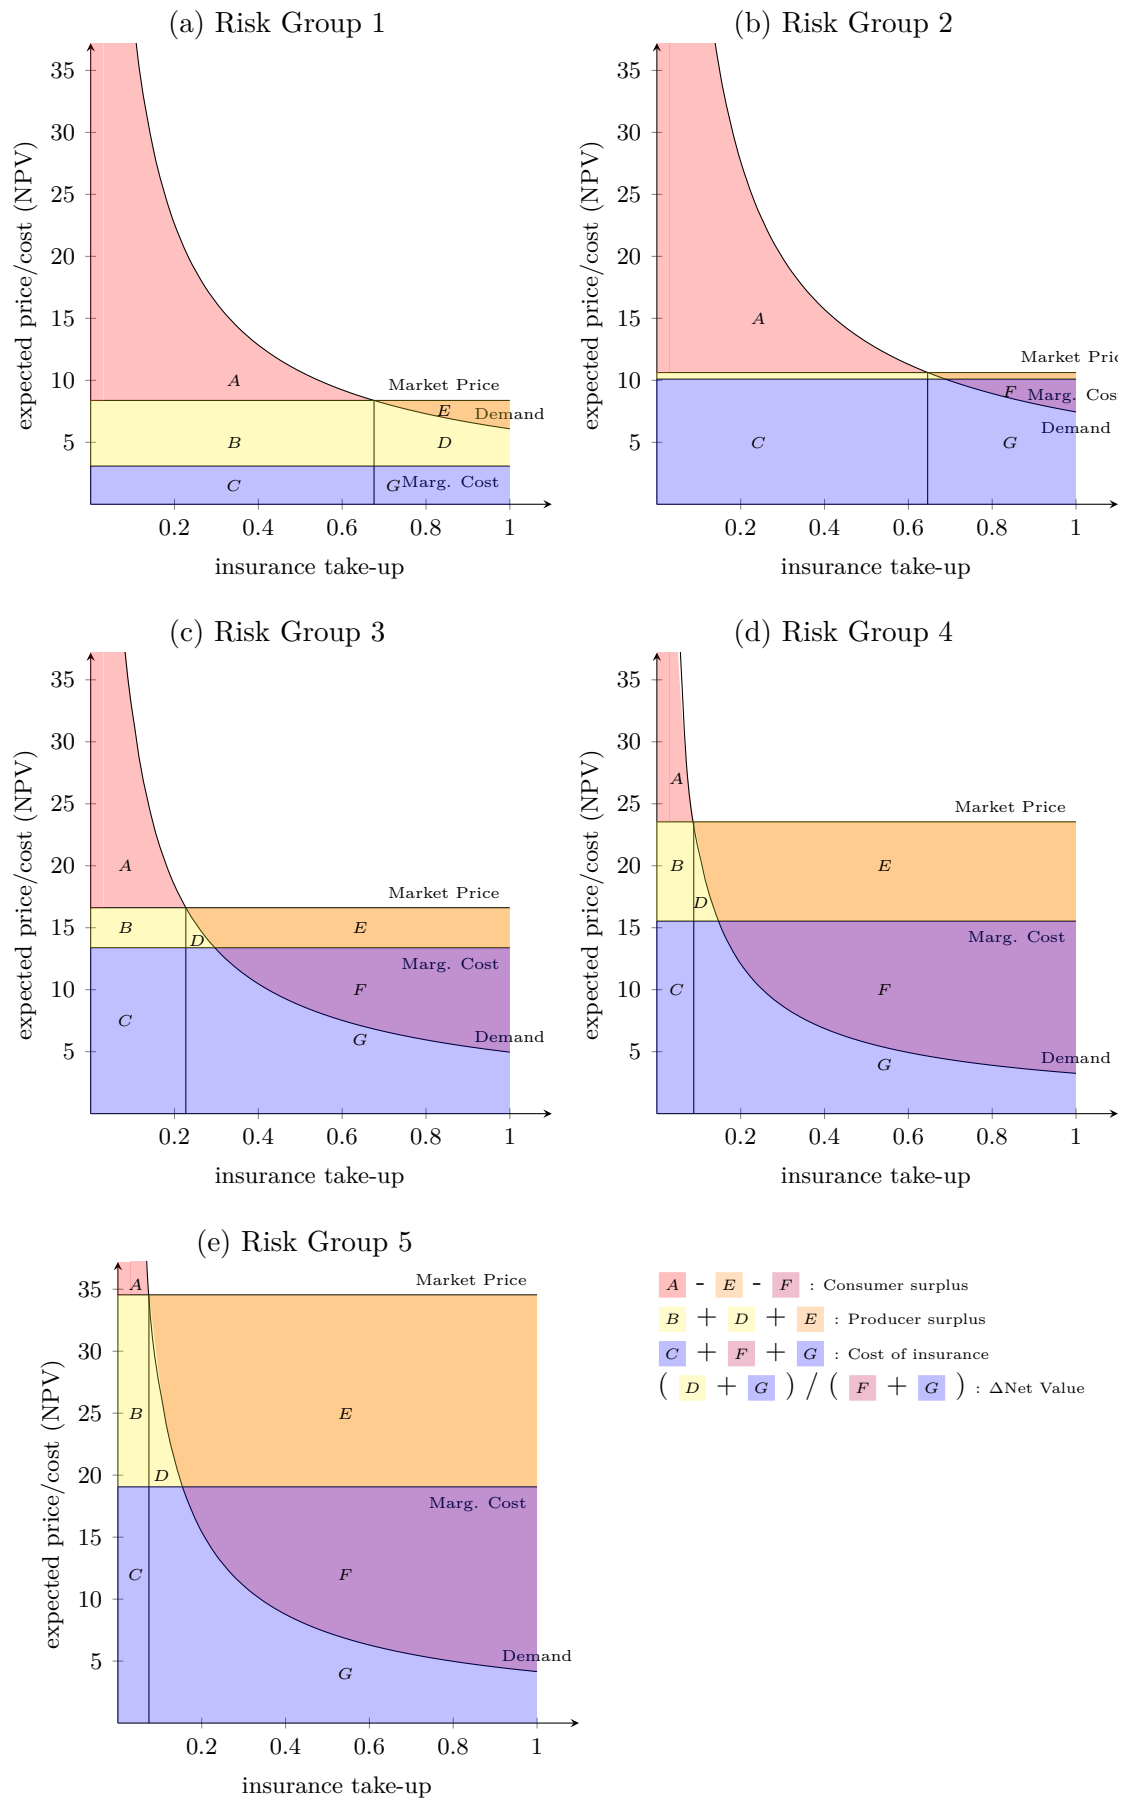 (a) Risk Group 1
expected price/cost (NPV)
35
30
25
20
15
10
5
A
B
C
E
D
G
Market Price
Demand
Marg. Cost
0.2 0.4 0.6 0.8 1
insurance take-up
(b) Risk Group 2
expected price/cost (NPV)
35
30
25
20
15
10
5
A
C
F
G
Market Pric
Marg. Cos
Demand
0.2 0.4 0.6 0.8 1
insurance take-up
(c) Risk Group 3
expected price/cost (NPV)
35
30
25
20
15
10
5
A
B
D
C
E
F
G
Market Price
Marg. Cost
Demand
0.2 0.4 0.6 0.8 1
insurance take-up
(d) Risk Group 4
expected price/cost (NPV)
35
30
25
20
15
10
5
A
B
D
C
E
F
G
Market Price
Marg. Cost
Demand
0.2 0.4 0.6 0.8 1
insurance take-up
(e) Risk Group 5
expected price/cost (NPV)
35
30
25
20
15
10
5
A
B
D
C
E
F
G
Market Price
Marg. Cost
Demand
0.2 0.4 0.6 0.8 1
insurance take-up
A - E - F : Consumer surplus
B + D + E : Producer surplus
C + F + G : Cost of insurance
( D + G ) / ( F + G ) : ΔNet Value